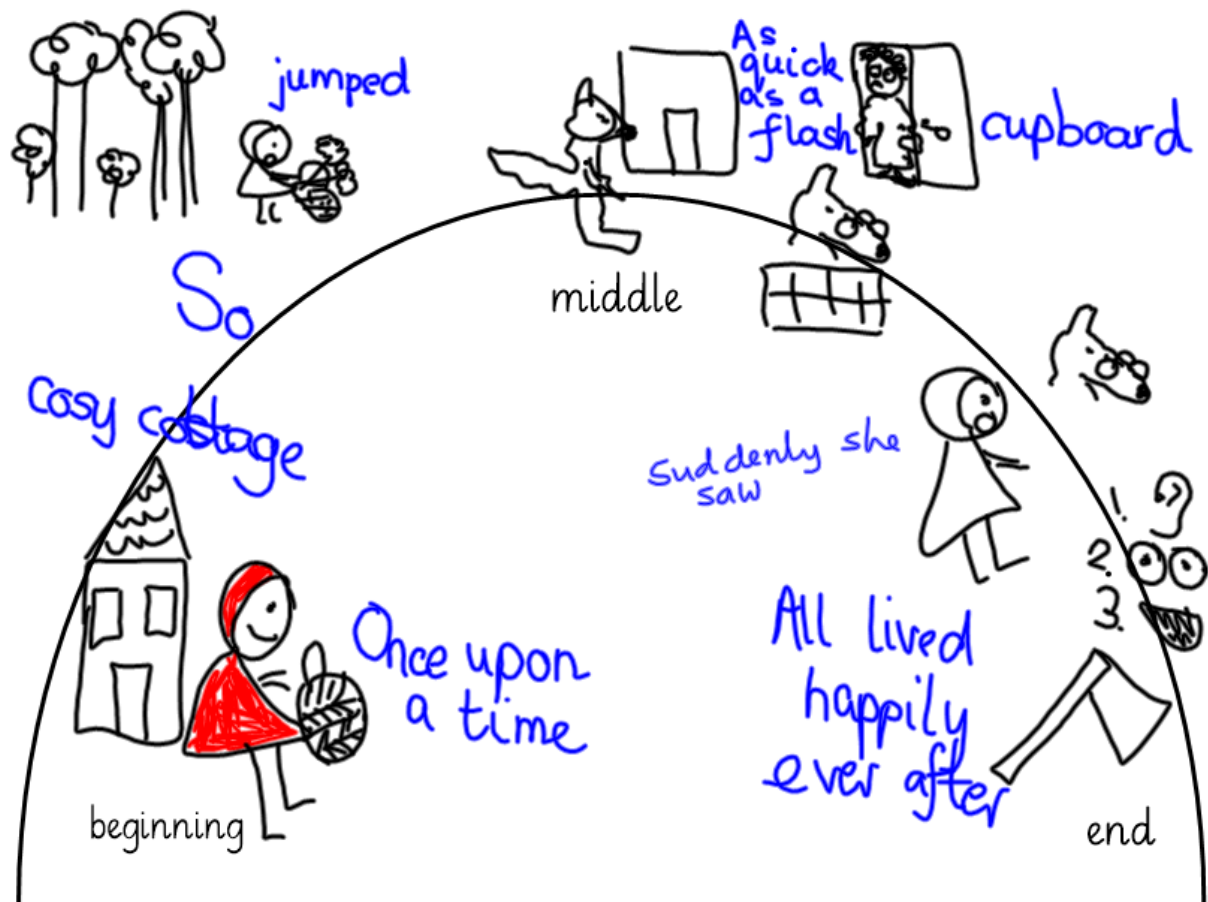 jumped
As
quick
as a
flash
cupboard
So
middle
cosy cottage
Suddenly she
saw
1.
2.
3.
Once upon
a time
All lived
happily
ever after
beginning
end